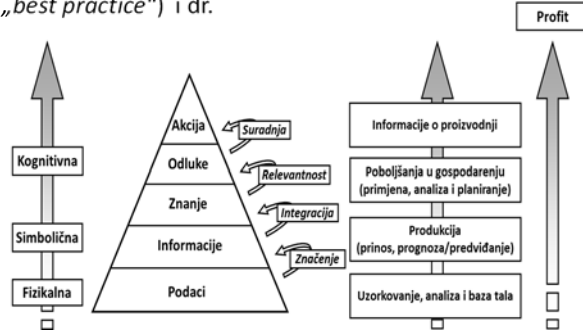 „best practice") i dr.
Profit
Akcija
Suradnja
Informacije o proizvodnji
Kognitivna
Odluke
Relevantnost
Poboljšanja u gospodarenju
(primjena, analiza i planiranje)
Znanje
Integracija
Simbolična
Informacije
Značenje
Produkcija
(prinos, prognoza/predviđanje)
Fizikalna
Podaci
Uzorkovanje, analiza i baza tala